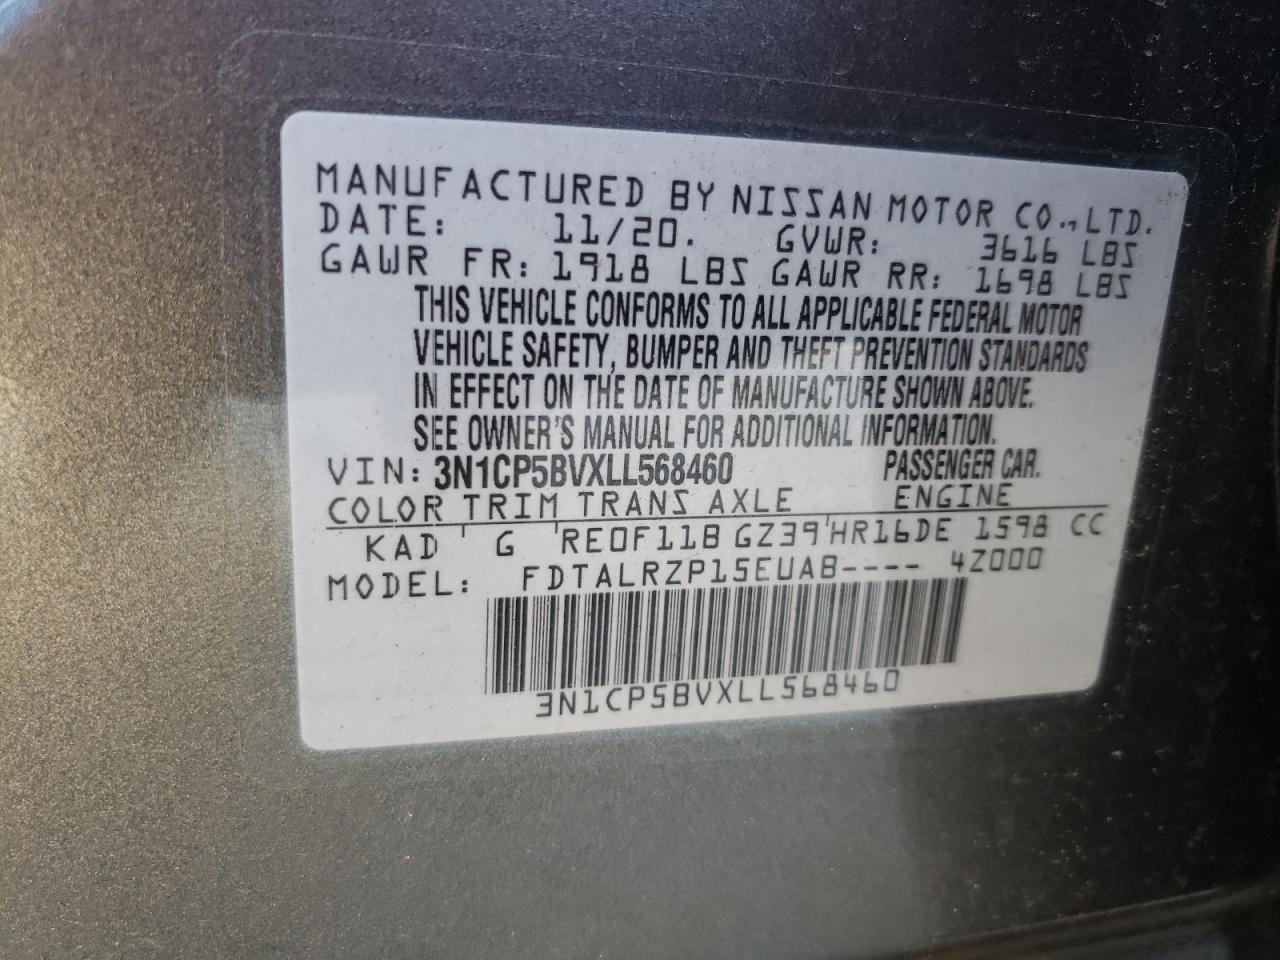 MANUFACTURED BY NISSAN MOTOR CO.,LTD.
DATE: 11/20. GVWR: 3616 LBS
GAWR FR: 1918 LBS GAWR RR: 1698 LBS
THIS VEHICLE CONFORMS TO ALL APPLICABLE FEDERAL MOTOR
VEHICLE SAFETY, BUMPER AND THEFT PREVENTION STANDARDS
IN EFFECT ON THE DATE OF MANUFACTURE SHOWN ABOVE.
SEE OWNER'S MANUAL FOR ADDITIONAL INFORMATION.
VIN: 3N1CP5BVXLL568460 PASSENGER CAR.
COLOR TRIM TRANS AXLE ENGINE
KAD G RE0F11B GZ39 HR16DE 1598 CC
MODEL: FDTALRZP15EUAB---- 4Z000
3N1CP5BVXLL568460